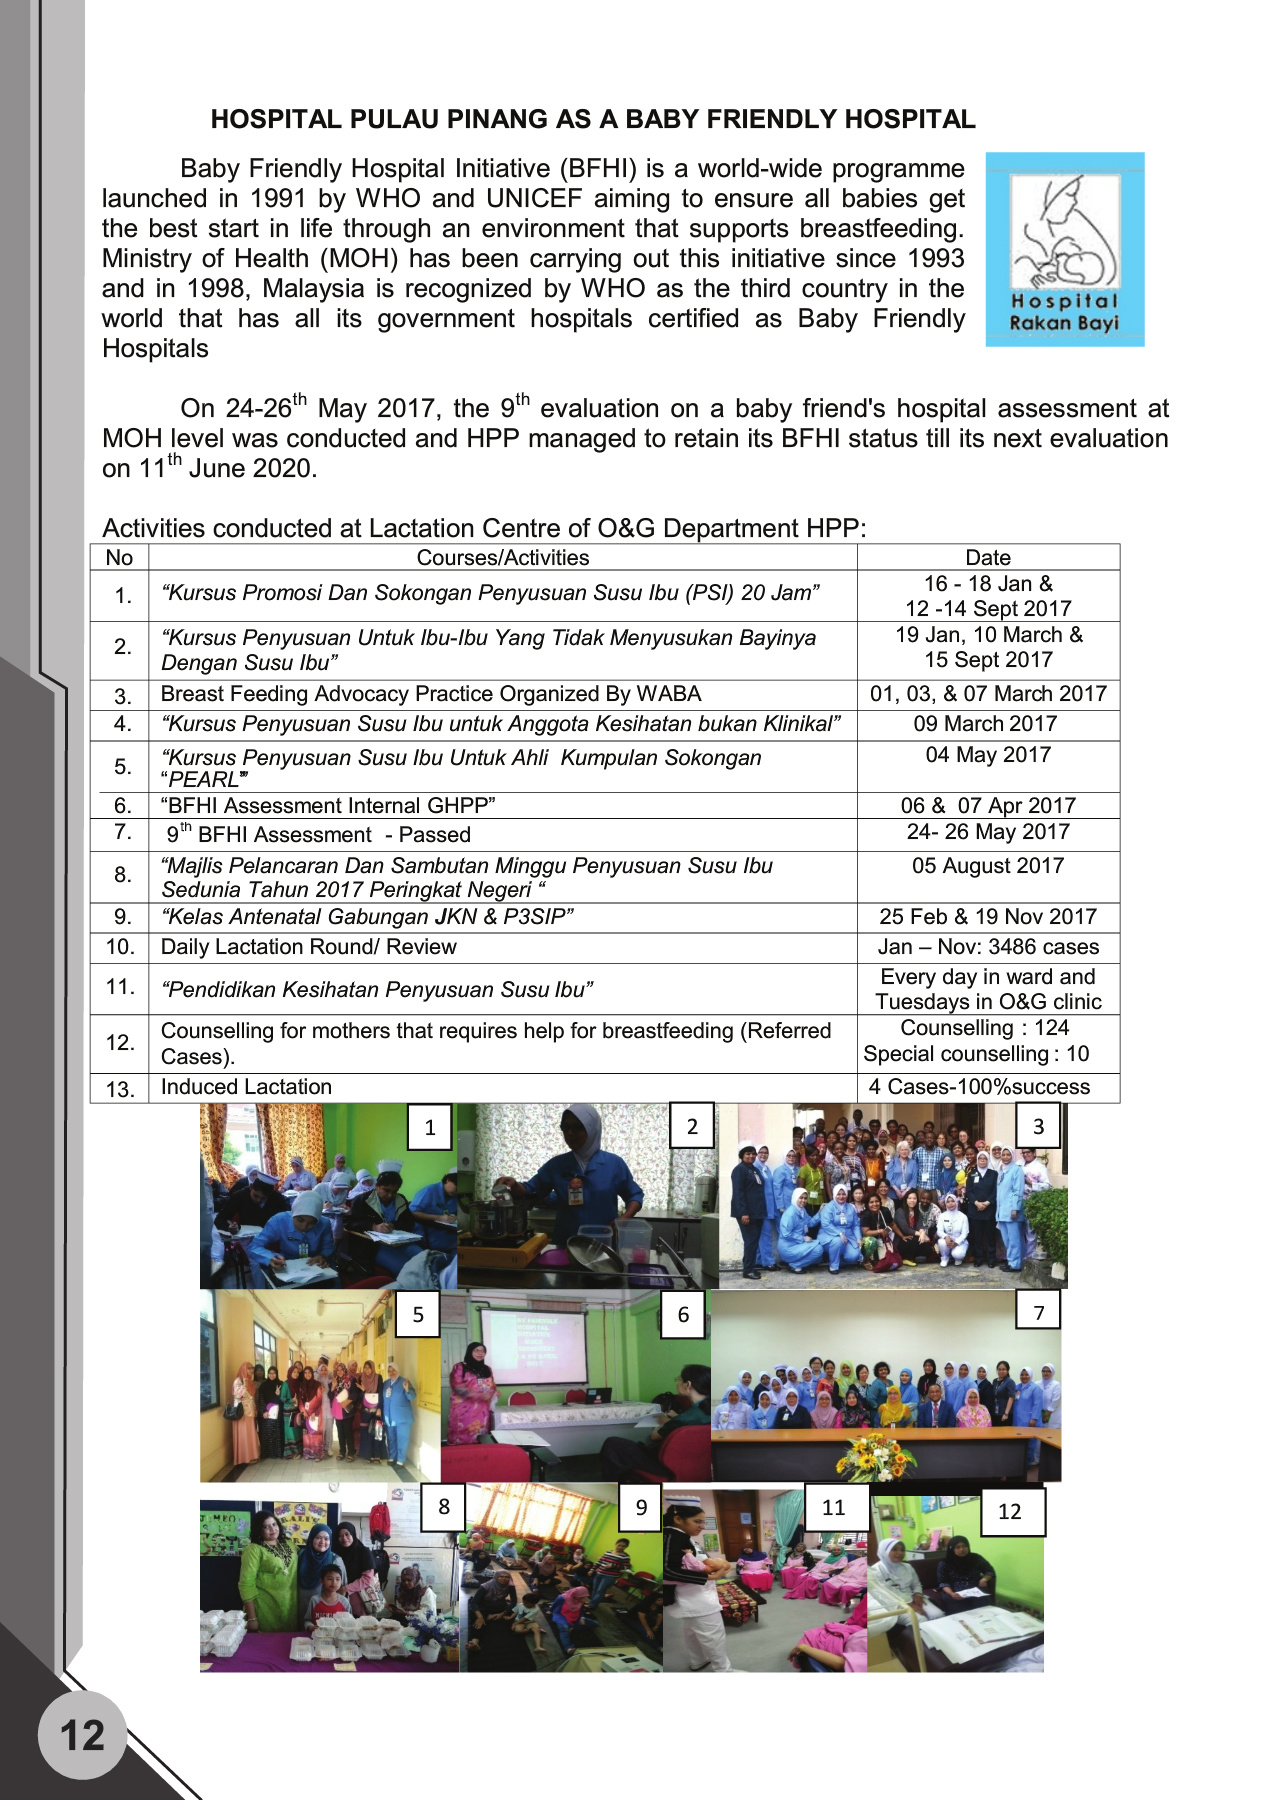 HOSPITAL PULAU PINANG AS A BABY FRIENDLY HOSPITAL
Baby Friendly Hospital Initiative (BFHI) is a world-wide programme
launched in 1991 by WHO and UNICEF aiming to ensure all babies get
the best start in life through an environment that supports breastfeeding.
Ministry of Health (MOH) has been carrying out this initiative since 1993
and in 1998, Malaysia is recognized by WHO as the third country in the
world that has all its government hospitals certified as Baby Friendly
Hospitals
Hospital
Rakan Bayi
On 24-26th May 2017, the 9th evaluation on a baby friend's hospital assessment at
MOH level was conducted and HPP managed to retain its BFHI status till its next evaluation
on 11th June 2020.
Activities conducted at Lactation Centre of O&G Department HPP:
No Courses/Activities Date
1. “Kursus Promosi Dan Sokongan Penyusuan Susu Ibu (PSI) 20 Jam” 16 - 18 Jan &
12 -14 Sept 2017
2. “Kursus Penyusuan Untuk Ibu-Ibu Yang Tidak Menyusukan Bayinya
Dengan Susu Ibu” 19 Jan, 10 March &
15 Sept 2017
3. Breast Feeding Advocacy Practice Organized By WABA 01, 03, & 07 March 2017
4. “Kursus Penyusuan Susu Ibu untuk Anggota Kesihatan bukan Klinikal” 09 March 2017
5. “Kursus Penyusuan Susu Ibu Untuk Ahli Kumpulan Sokongan
“PEARL”” 04 May 2017
6. “BFHI Assessment Internal GHPP” 06 & 07 Apr 2017
7. 9th BFHI Assessment - Passed 24- 26 May 2017
8. “Majlis Pelancaran Dan Sambutan Minggu Penyusuan Susu Ibu
Sedunia Tahun 2017 Peringkat Negeri “ 05 August 2017
9. “Kelas Antenatal Gabungan JKN & P3SIP” 25 Feb & 19 Nov 2017
10. Daily Lactation Round/ Review Jan – Nov: 3486 cases
11. “Pendidikan Kesihatan Penyusuan Susu Ibu” Every day in ward and
Tuesdays in O&G clinic
12. Counselling for mothers that requires help for breastfeeding (Referred
Cases). Counselling : 124
Special counselling : 10
13. Induced Lactation 4 Cases-100%success
1
2
3
5
6
7
8
9
11
12
12